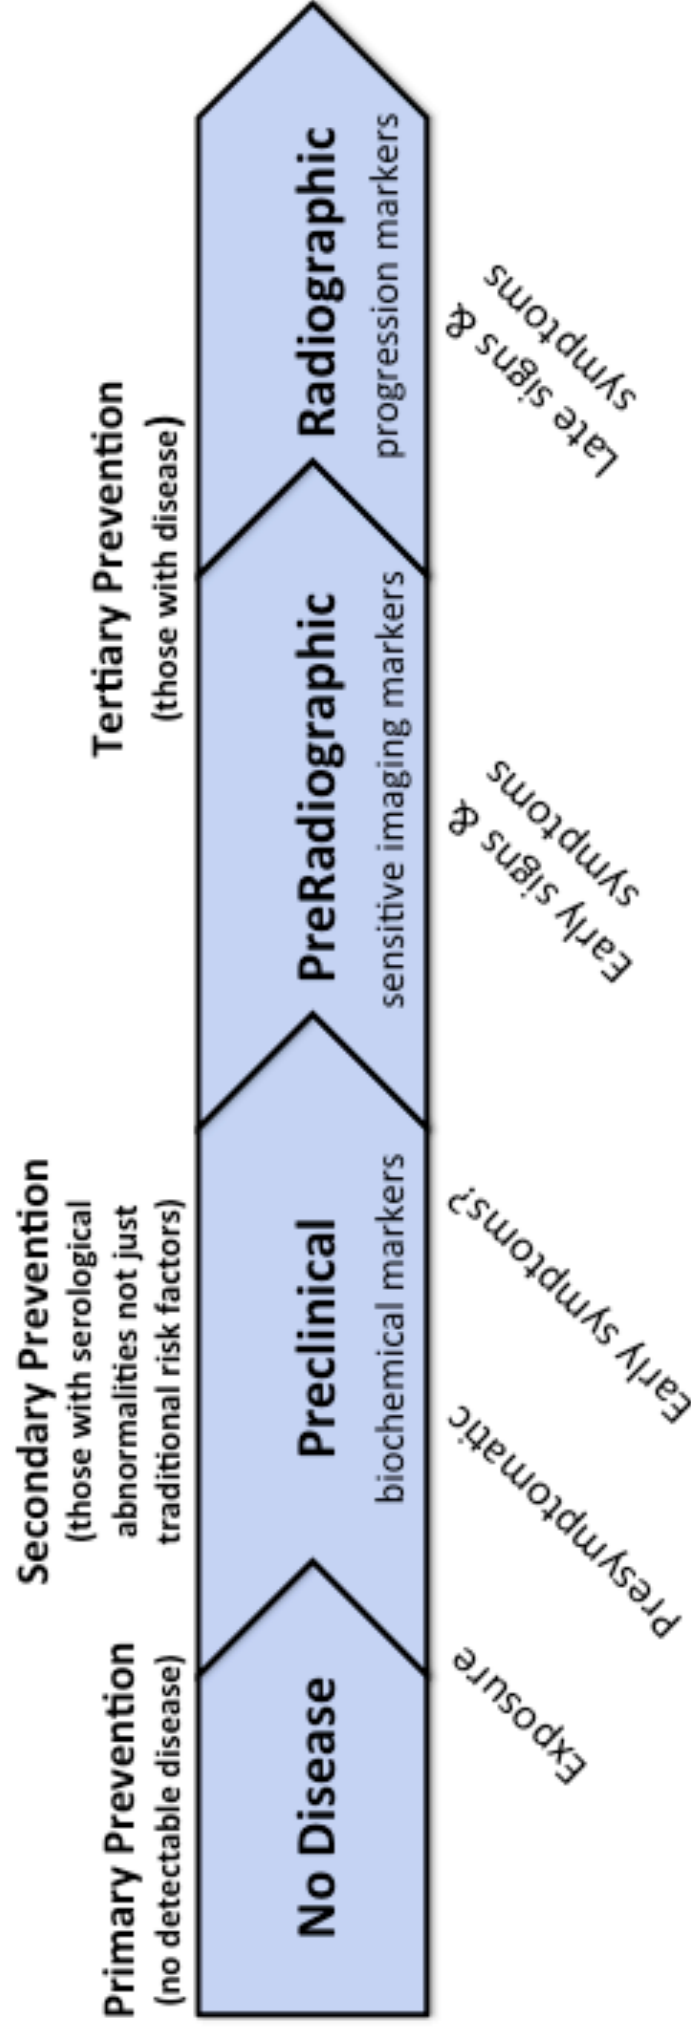 Primary Prevention
(no detectable disease)
Secondary Prevention
(those with serological
abnormalities not just
traditional risk factors)
Tertiary Prevention
(those with disease)
No Disease
Preclinical
biochemical markers
PreRadiographic
sensitive imaging markers
Radiographic
progression markers
Exposure
Presymptomatic
Early symptoms?
Early signs &
symptoms
Late signs &
symptoms